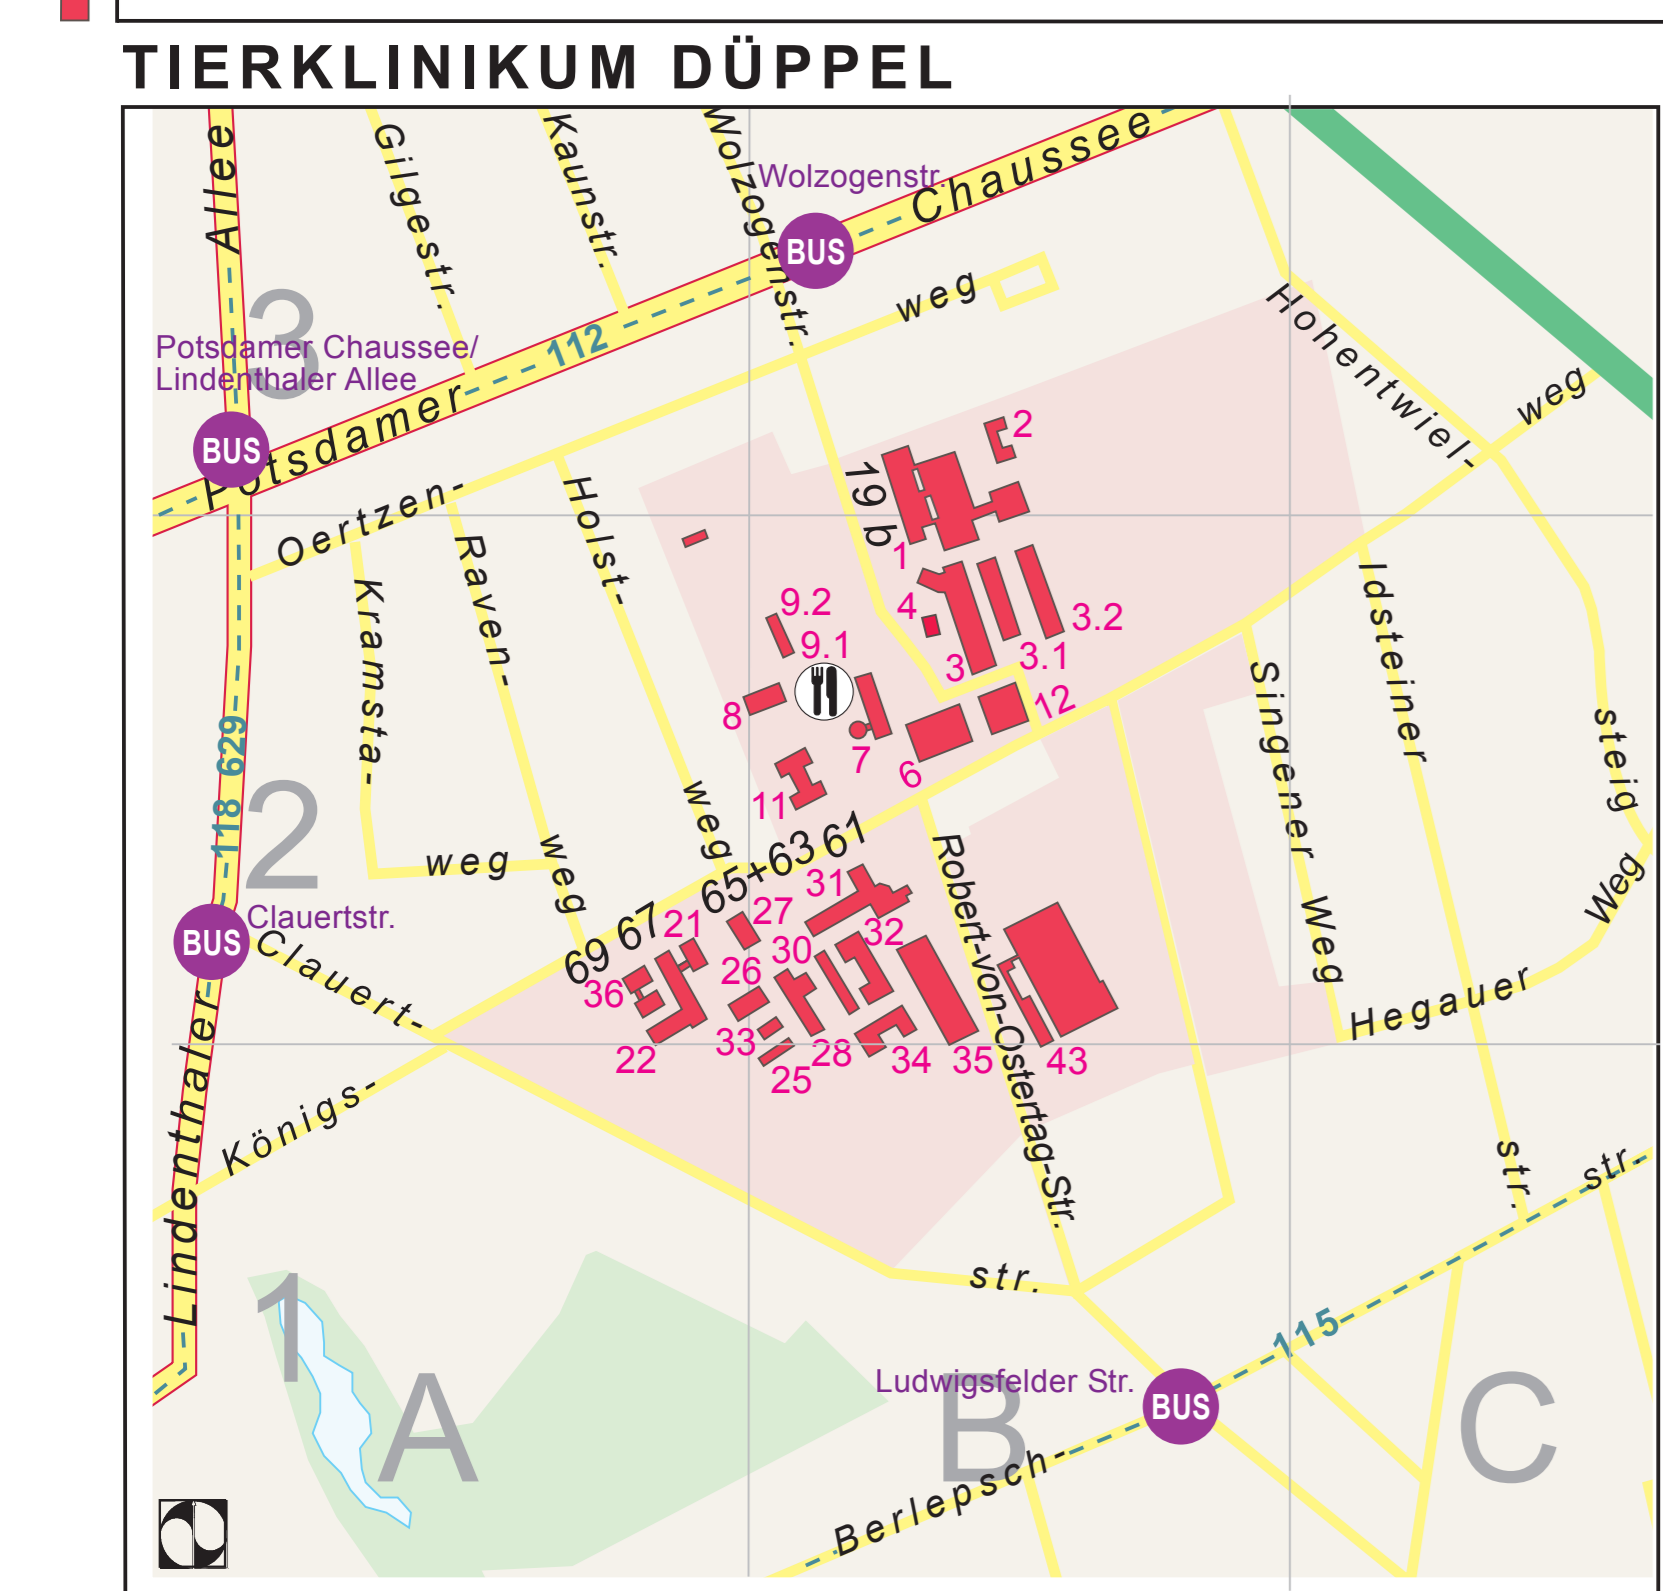 TIERKLINIKUM DÜPPEL
Allee
Gilgestr.
Kaunstr.
Wolzogenstr.
Wolzogenstr.
Chaussee
BUS
weg
3
Potsdamer Chaussee/
Lindenthaler Allee
112
Hohentwiel-
weg
BUS
Potsdamer
2
19 b
Oertzen-
Holst-
1
Raven-
Kramsta-
Idsteiner
9.2
4
3.2
9.1
3
3.1
Singener
8
12
118 629
7
6
steig
11
2
weg
weg
weg
65+63 61
Robert-von-Ostertag-Str.
Weg
31
27
32
Clauertstr.
BUS
69 67
21
30
26
36
Weg
Clauert-
Hegauer
33
28
22
25
34
35
43
Königs-
Lindenthaler
str.
str.
str.
1
115
Ludwigsfelder Str.
BUS
A
B
C
Berlepsch-